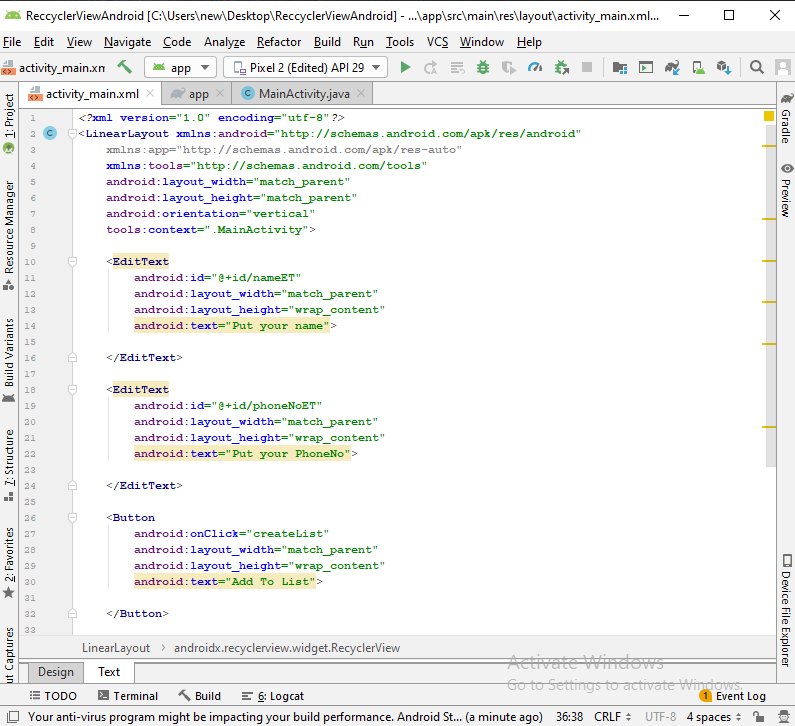 ReccyclerViewAndroid [C:\Users\new\Desktop\ReccyclerViewAndroid] - ...\app\src\main\res\layout\activity_main.xml...
File Edit View Navigate Code Analyze Refactor Build Run Tools VCS Window Help
activity_main.xm app Pixel 2 (Edited) API 29
activity_main.xml app MainActivity.java
1: Project
Resource Manager
Build Variants
7: Structure
2: Favorites
ut Captures
1 <?xml version="1.0" encoding="utf-8"?>
2 C <LinearLayout xmlns:android="http://schemas.android.com/apk/res/android"
3 xmlns:app="http://schemas.android.com/apk/res-auto"
4 xmlns:tools="http://schemas.android.com/tools"
5 android:layout_width="match_parent"
6 android:layout_height="match_parent"
7 android:orientation="vertical"
8 tools:context=".MainActivity">
9
10 <EditText
11 android:id="@+id/nameET"
12 android:layout_width="match_parent"
13 android:layout_height="wrap_content"
14 android:text="Put your name">
15
16 </EditText>
17
18 <EditText
19 android:id="@+id/phoneNoET"
20 android:layout_width="match_parent"
21 android:layout_height="wrap_content"
22 android:text="Put your PhoneNo">
23
24 </EditText>
25
26 <Button
27 android:onClick="createList"
28 android:layout_width="match_parent"
29 android:layout_height="wrap_content"
30 android:text="Add To List">
31
32 </Button>
33
Gradle
Preview
Device File Explorer
LinearLayout › androidx.recyclerview.widget.RecyclerView
Activate Windows
Go to Settings to activate Windows.
Design Text
TODO Terminal Build 6: Logcat 1 Event Log
Your anti-virus program might be impacting your build performance. Android St... (a minute ago) 36:38 CRLF UTF-8 4 spaces